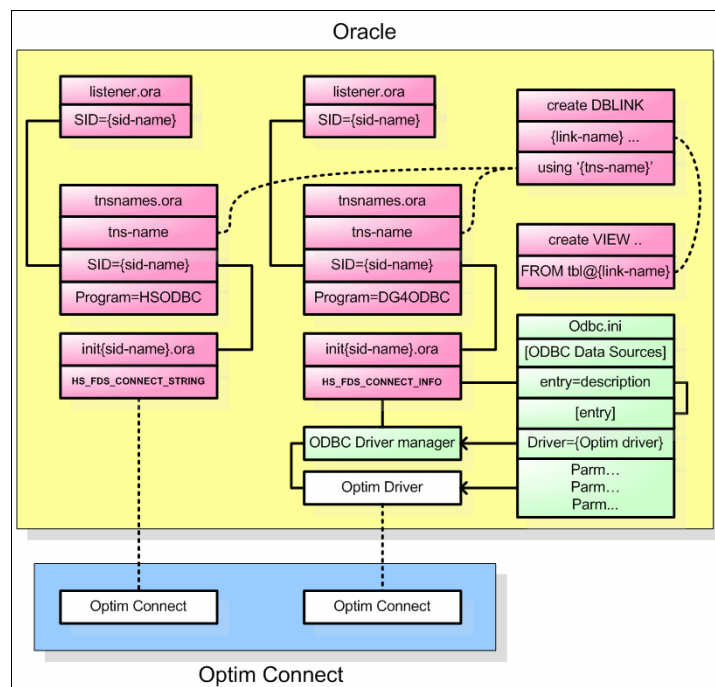 Oracle
listener.ora
SID={sid-name}
tnsnames.ora
tns-name
SID={sid-name}
Program=HSODBC
init{sid-name}.ora
HS_FDS_CONNECT_STRING
listener.ora
SID={sid-name}
tnsnames.ora
tns-name
SID={sid-name}
Program=DG4ODBC
init{sid-name}.ora
HS_FDS_CONNECT_INFO
ODBC Driver manager
Optim Driver
create DBLINK
{link-name} ...
using ‘{tns-name}’
create VIEW ..
FROM tbl@{link-name}
Odbc.ini
[ODBC Data Sources]
entry=description
[entry]
Driver={Optim driver}
Parm…
Parm…
Parm...
Optim Connect
Optim Connect
Optim Connect